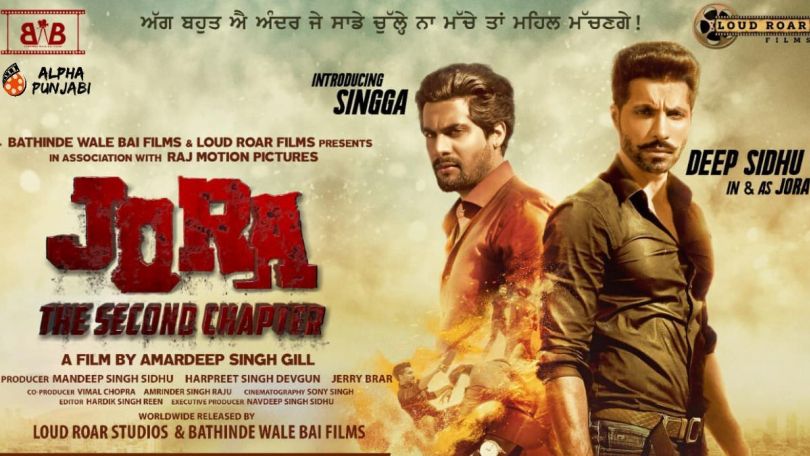 ਅੱਗ ਬਹੁਤ ਐ ਅੰਦਰ ਜੇ ਸਾਡੇ ਚੁੱਲ੍ਹੇ ਨਾ ਮੱਚੇ ਤਾਂ ਮਹਿਲ ਮੱਚਣਗੇ!
BWB
LOUD ROAR
FILMS
ALPHA
PUNJABI
INTRODUCING
SINGGA
BATHINDE WALE BAI FILMS & LOUD ROAR FILMS PRESENTS
IN ASSOCIATION WITH RAJ MOTION PICTURES
DEEP SIDHU
IN & AS JORA
JORA
THE SECOND CHAPTER
A FILM BY AMARDEEP SINGH GILL
PRODUCER MANDEEP SINGH SIDHU HARPREET SINGH DEVGUN JERRY BRAR
CO-PRODUCER VIMAL CHOPRA AMRINDER SINGH RAJU CINEMATOGRAPHY SONY SINGH
EDITOR HARDIK SINGH REEN EXECUTIVE PRODUCER NAVDEEP SINGH SIDHU
WORLDWIDE RELEASED BY
LOUD ROAR STUDIOS & BATHINDE WALE BAI FILMS